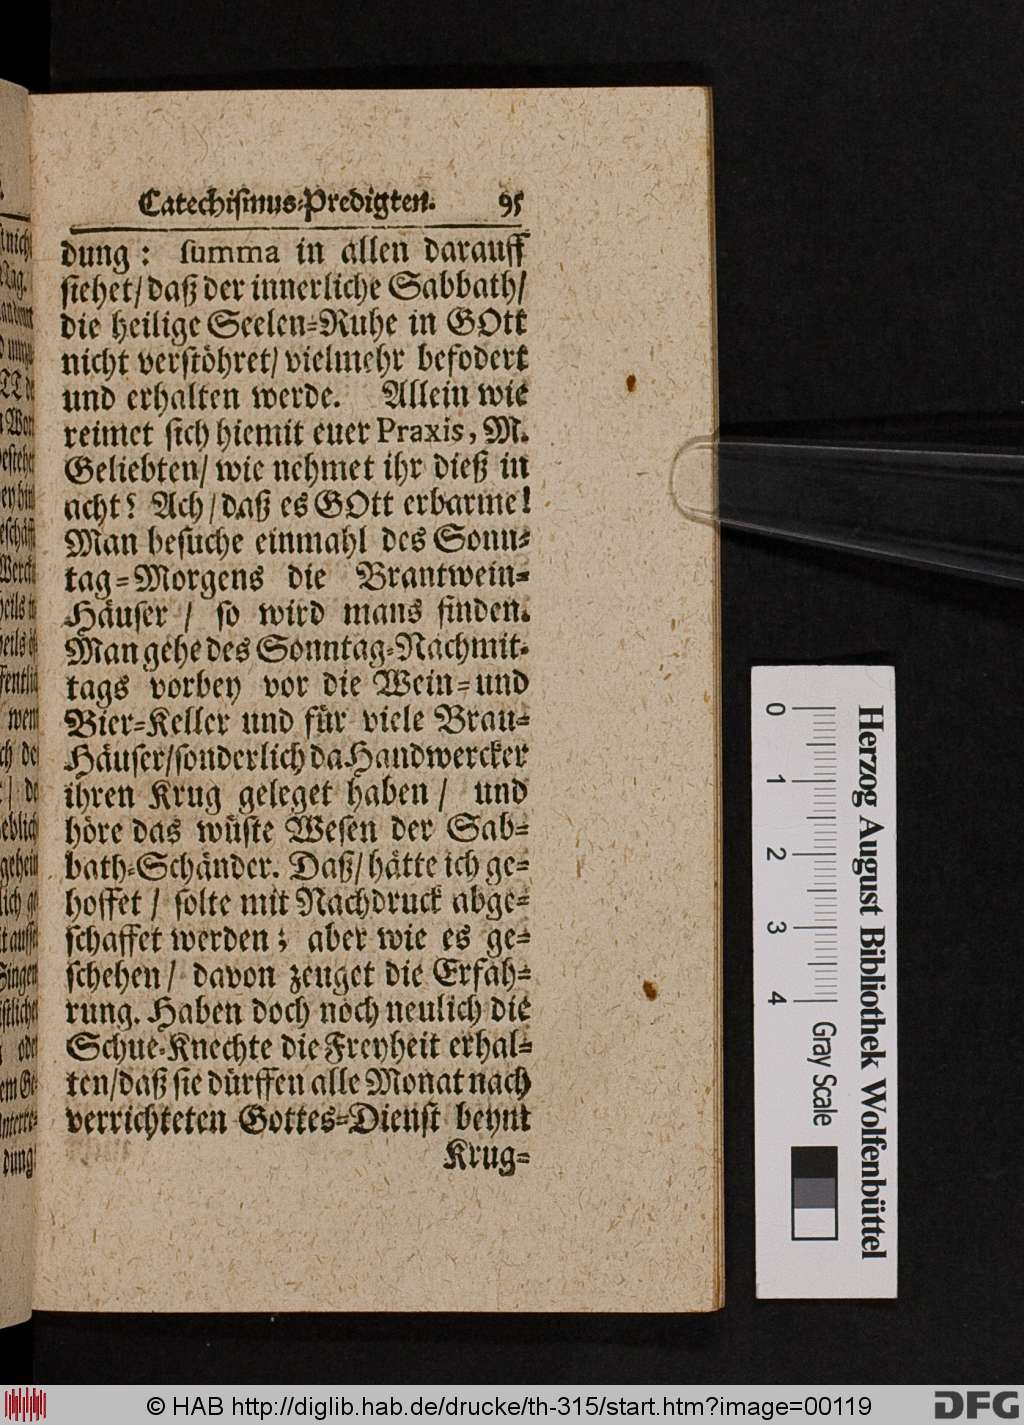 Catechiſmus-Predigten. 95
dung: ſumma in allen darauff
ſiehet/ daß der innerliche Sabbath/
die heilige Seelen-Ruhe in GOtt
nicht verſtöhret/ vielmehr befodert
und erhalten werde. Allein wie
reimet ſich hiemit euer Praxis, M.
Geliebten/ wie nehmet ihr dieß in
acht? Ach/ daß es GOtt erbarme!
Man beſuche einmahl des Sonn-
tag-Morgens die Brantwein-
Häuſer / ſo wird mans finden.
Man gehe des Sonntag-Nachmit-
tags vorbey vor die Wein- und
Bier-Keller und für viele Brau-
Häuſer/ ſonderlich da Handwercker
ihren Krug geleget haben / und
höre das wüſte Weſen der Sab-
bath-Schänder. Daß/ hätte ich ge-
hoffet / ſolte mit Nachdruck abge-
ſchaffet werden; aber wie es ge-
ſchehen / davon zeuget die Erfah-
rung. Haben doch noch neulich die
Schue-Knechte die Freyheit erhal-
ten/ daß ſie dürffen alle Monat nach
verrichteten Gottes-Dienſt beynt
Krug-
Herzog August Bibliothek Wolfenbüttel
0 1 2 3 4
Gray Scale
© HAB http://diglib.hab.de/drucke/th-315/start.htm?image=00119
DFG